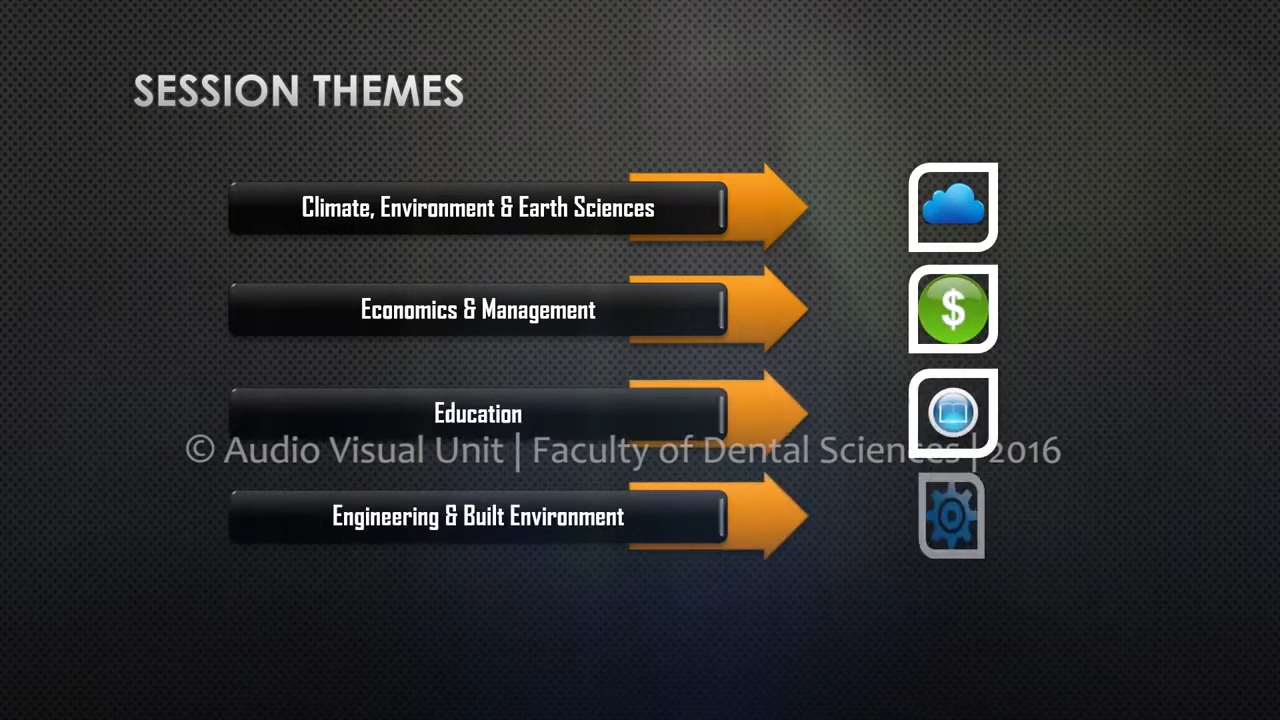 SESSION THEMES
Climate, Environment & Earth Sciences
$
Economics & Management
Education
© Audio Visual Unit | Faculty of Dental Sciences | 2016
Engineering & Built Environment